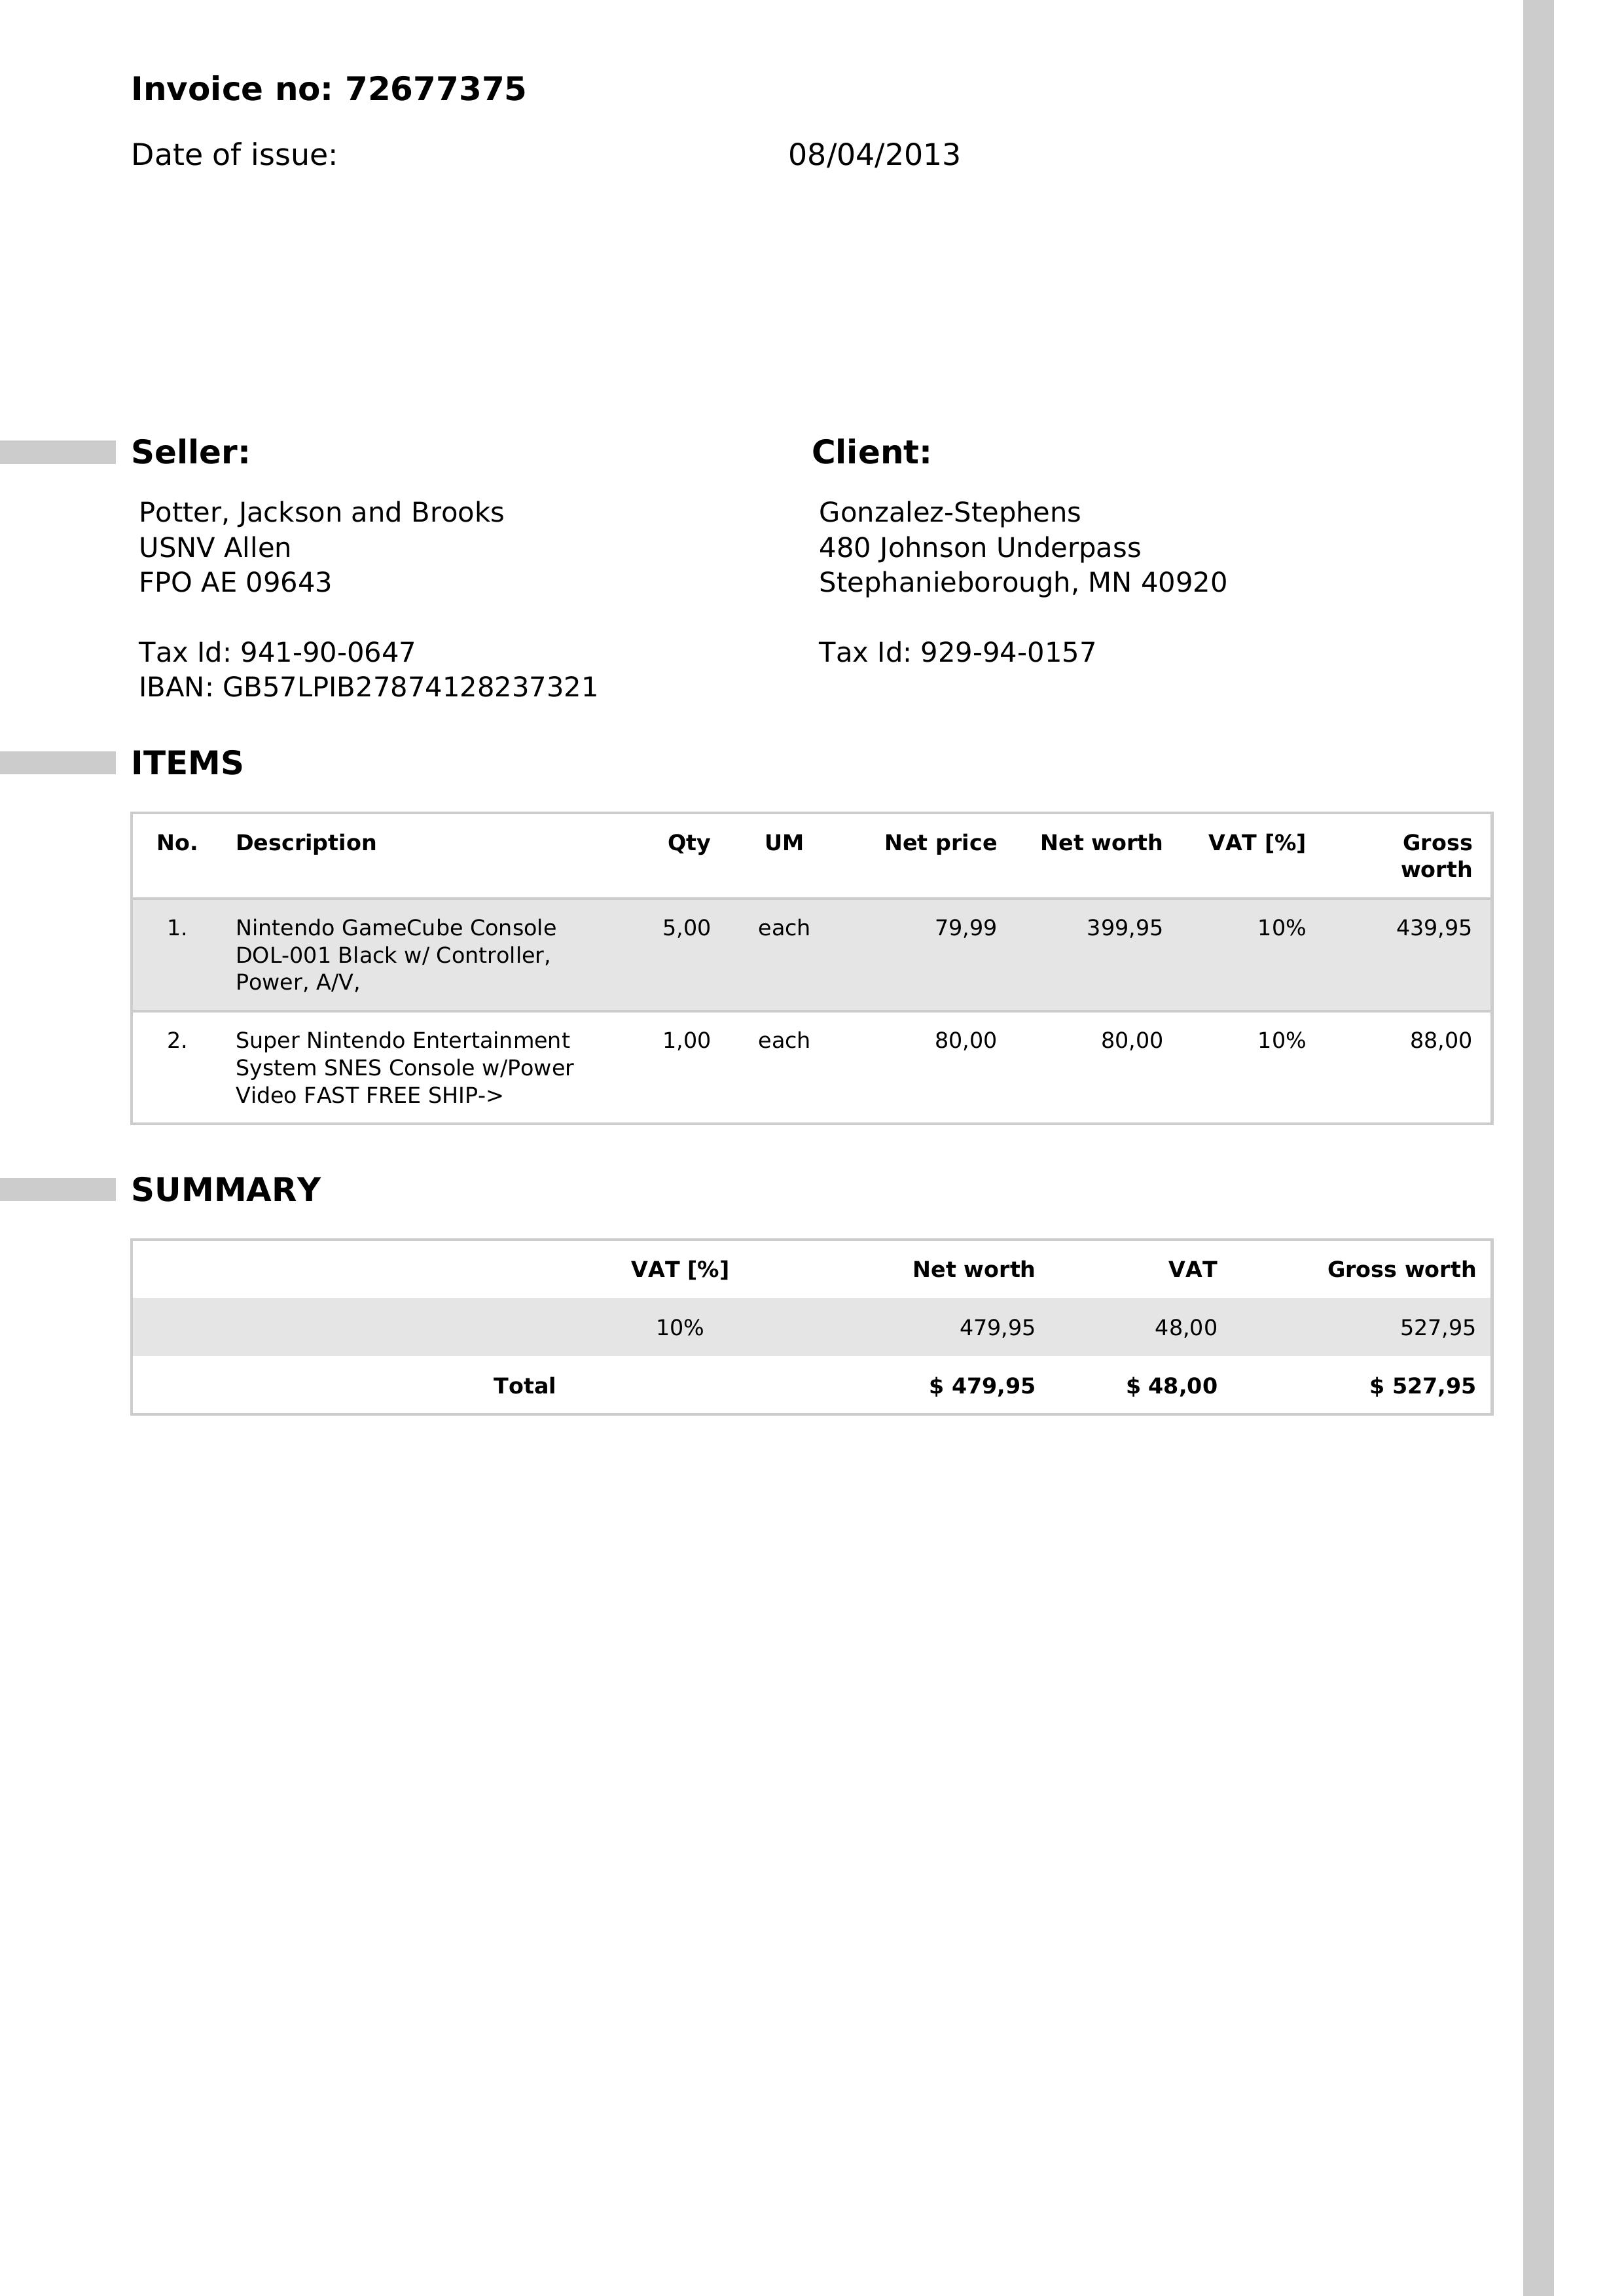 Invoice no: 72677375
Date of issue: 08/04/2013
Seller:
Potter, Jackson and Brooks
USNV Allen
FPO AE 09643
Tax Id: 941-90-0647
IBAN: GB57LPIB27874128237321
Client:
Gonzalez-Stephens
480 Johnson Underpass
Stephanieborough, MN 40920
Tax Id: 929-94-0157
ITEMS
No. Description Qty UM Net price Net worth VAT [%] Gross
worth
1. Nintendo GameCube Console 5,00 each 79,99 399,95 10% 439,95
DOL-001 Black w/ Controller,
Power, A/V,
2. Super Nintendo Entertainment 1,00 each 80,00 80,00 10% 88,00
System SNES Console w/Power
Video FAST FREE SHIP->
SUMMARY
VAT [%] Net worth VAT Gross worth
10% 479,95 48,00 527,95
Total $ 479,95 $ 48,00 $ 527,95